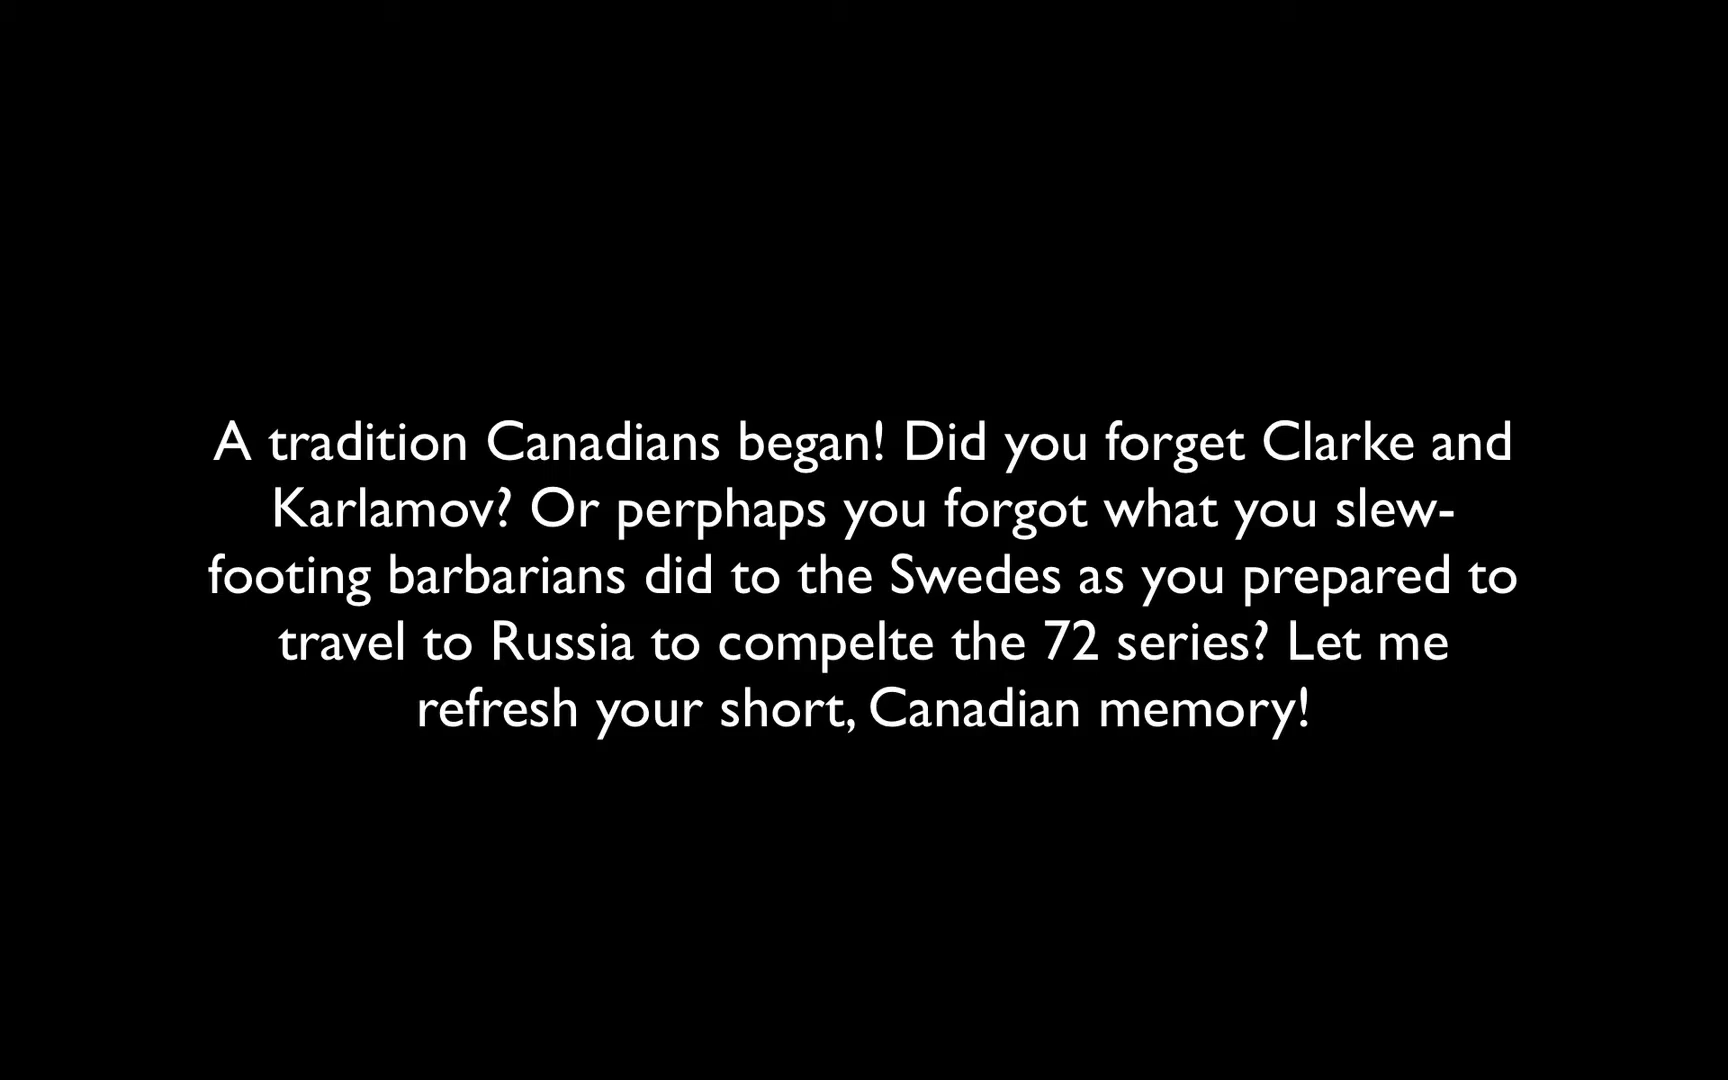 A tradition Canadians began! Did you forget Clarke and
Karlamov? Or perphaps you forgot what you slew-
footing barbarians did to the Swedes as you prepared to
travel to Russia to compelte the 72 series? Let me
refresh your short, Canadian memory!